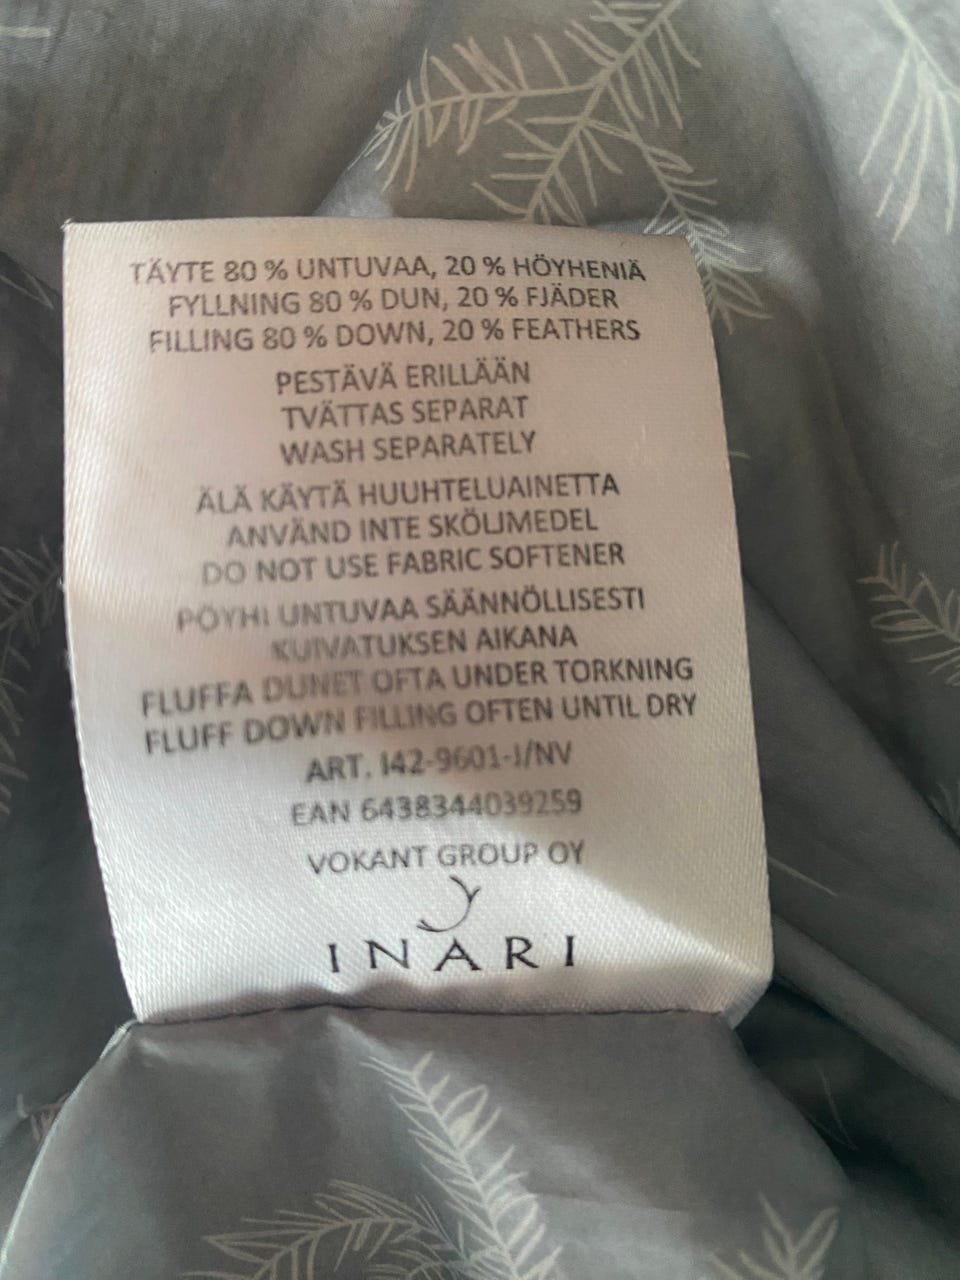 TÄYTE 80 % UNTUVAA, 20 % HÖYHENIÄ
FYLLNING 80 % DUN, 20 % FJÄDER
FILLING 80 % DOWN, 20 % FEATHERS
PESTÄVÄ ERILLÄÄN
TVÄTTAS SEPARAT
WASH SEPARATELY
ÄLÄ KÄYTÄ HUUHTELUAINETTA
ANVÄND INTE SKÖLJMEDEL
DO NOT USE FABRIC SOFTENER
PÖYHI UNTUVAA SÄÄNNÖLLISESTI
KUIVATUKSEN AIKANA
FLUFFA DUNET OFTA UNDER TORKNING
FLUFF DOWN FILLING OFTEN UNTIL DRY
ART. I42-9601-J/NV
EAN 6438344039259
VOKANT GROUP OY
INARI